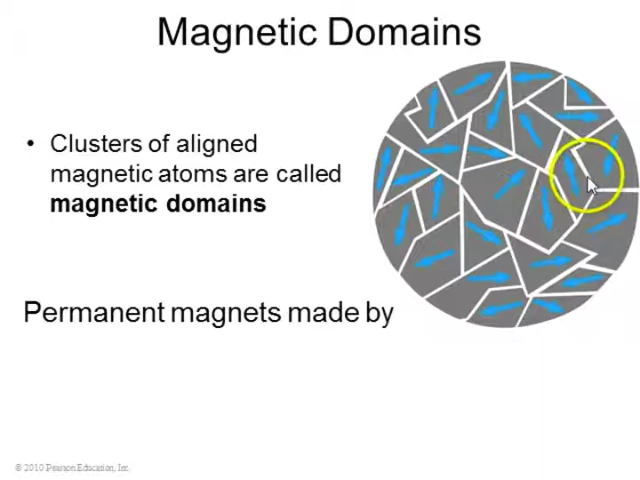 Magnetic Domains
• Clusters of aligned
magnetic atoms are called
magnetic domains
Permanent magnets made by
© 2010 Pearson Education, Inc.